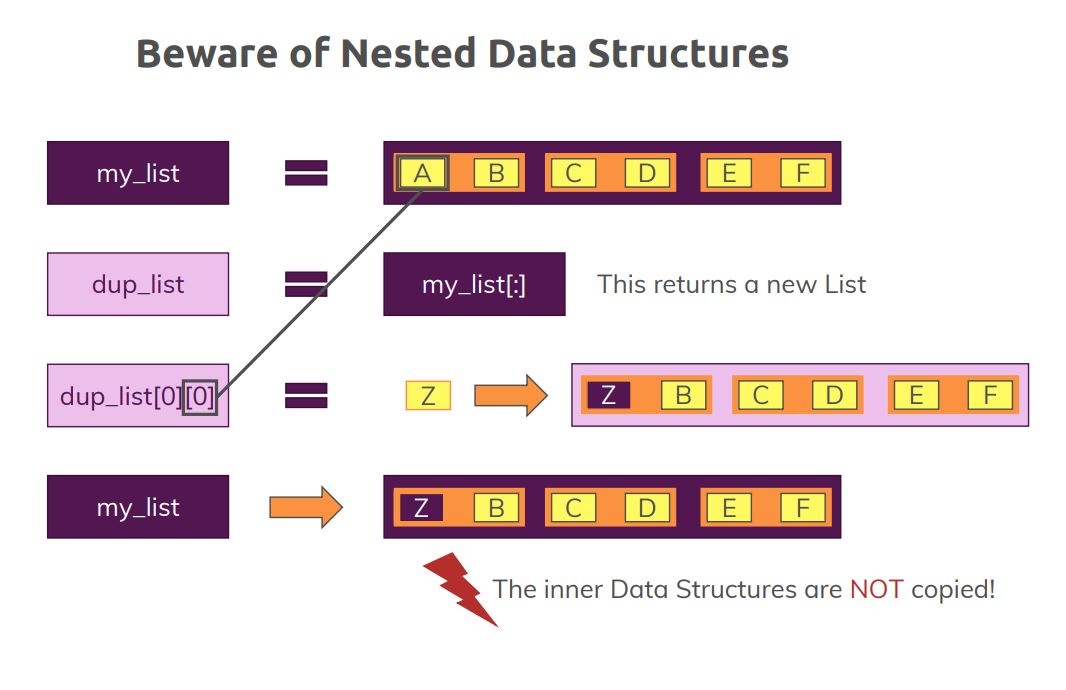 Beware of Nested Data Structures
my_list = A B C D E F
dup_list = my_list[:] This returns a new List
dup_list[0][0] = Z Z B C D E F
my_list Z B C D E F
The inner Data Structures are NOT copied!